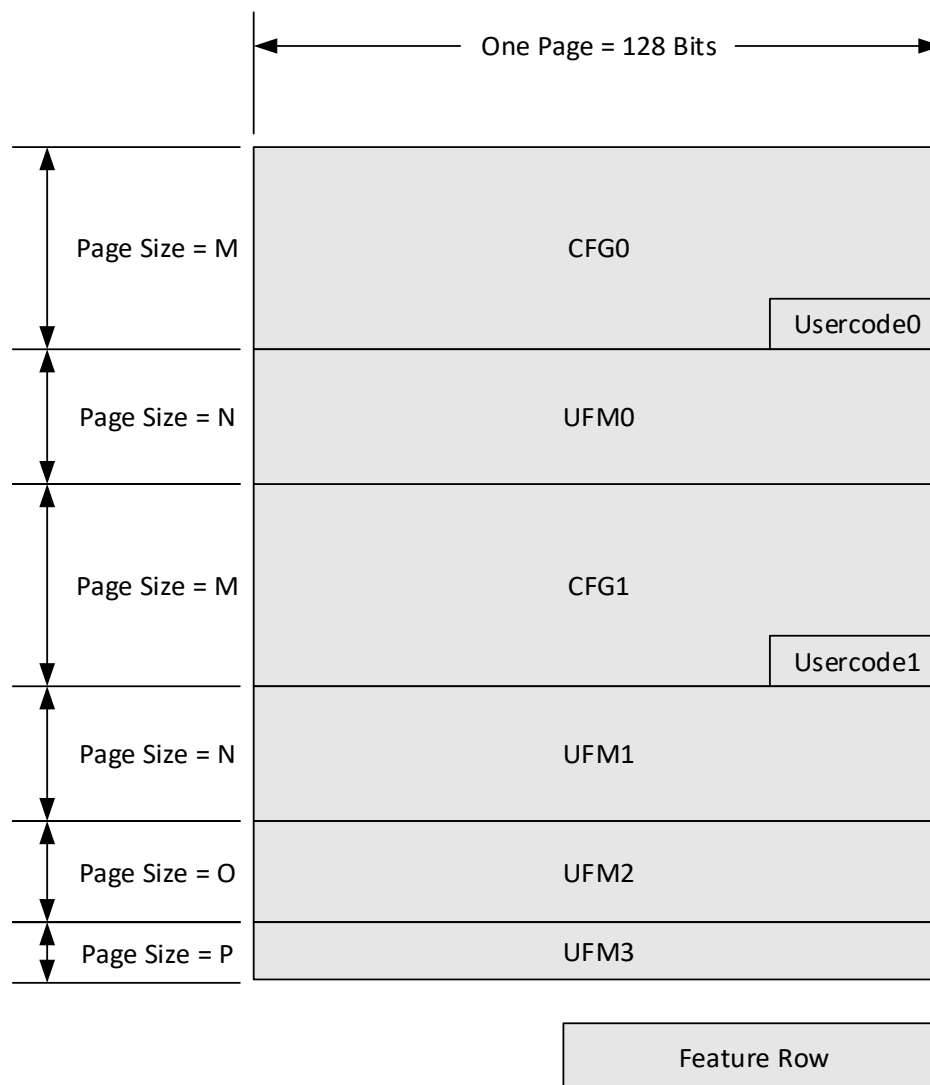 One Page = 128 Bits
Page Size = M
CFG0
Usercode0
Page Size = N
UFM0
Page Size = M
CFG1
Usercode1
Page Size = N
UFM1
Page Size = O
UFM2
Page Size = P
UFM3
Feature Row